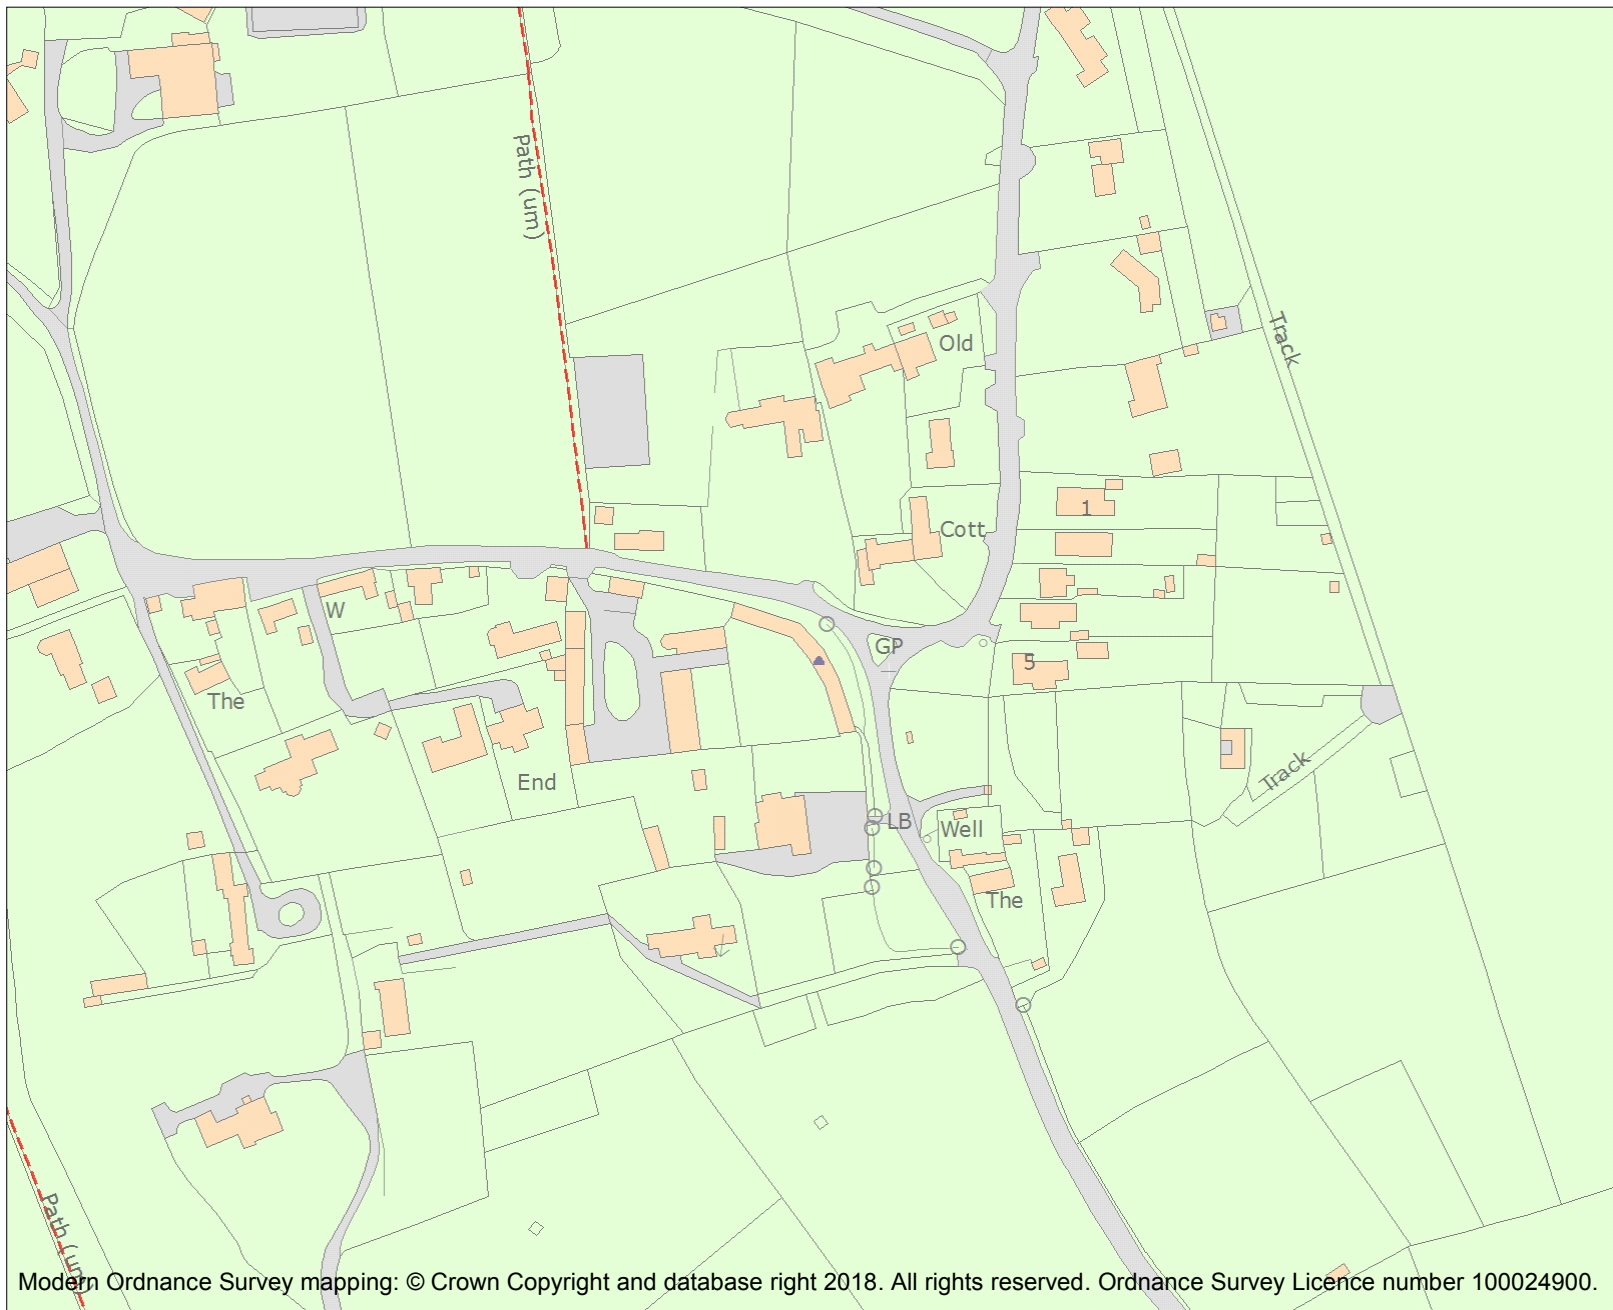 Path (um)
Track
Old
1
Cott
W
GP
5
The
End
Track
LB
Well
The
Path (um)
Modern Ordnance Survey mapping: © Crown Copyright and database right 2018. All rights reserved. Ordnance Survey Licence number 100024900.